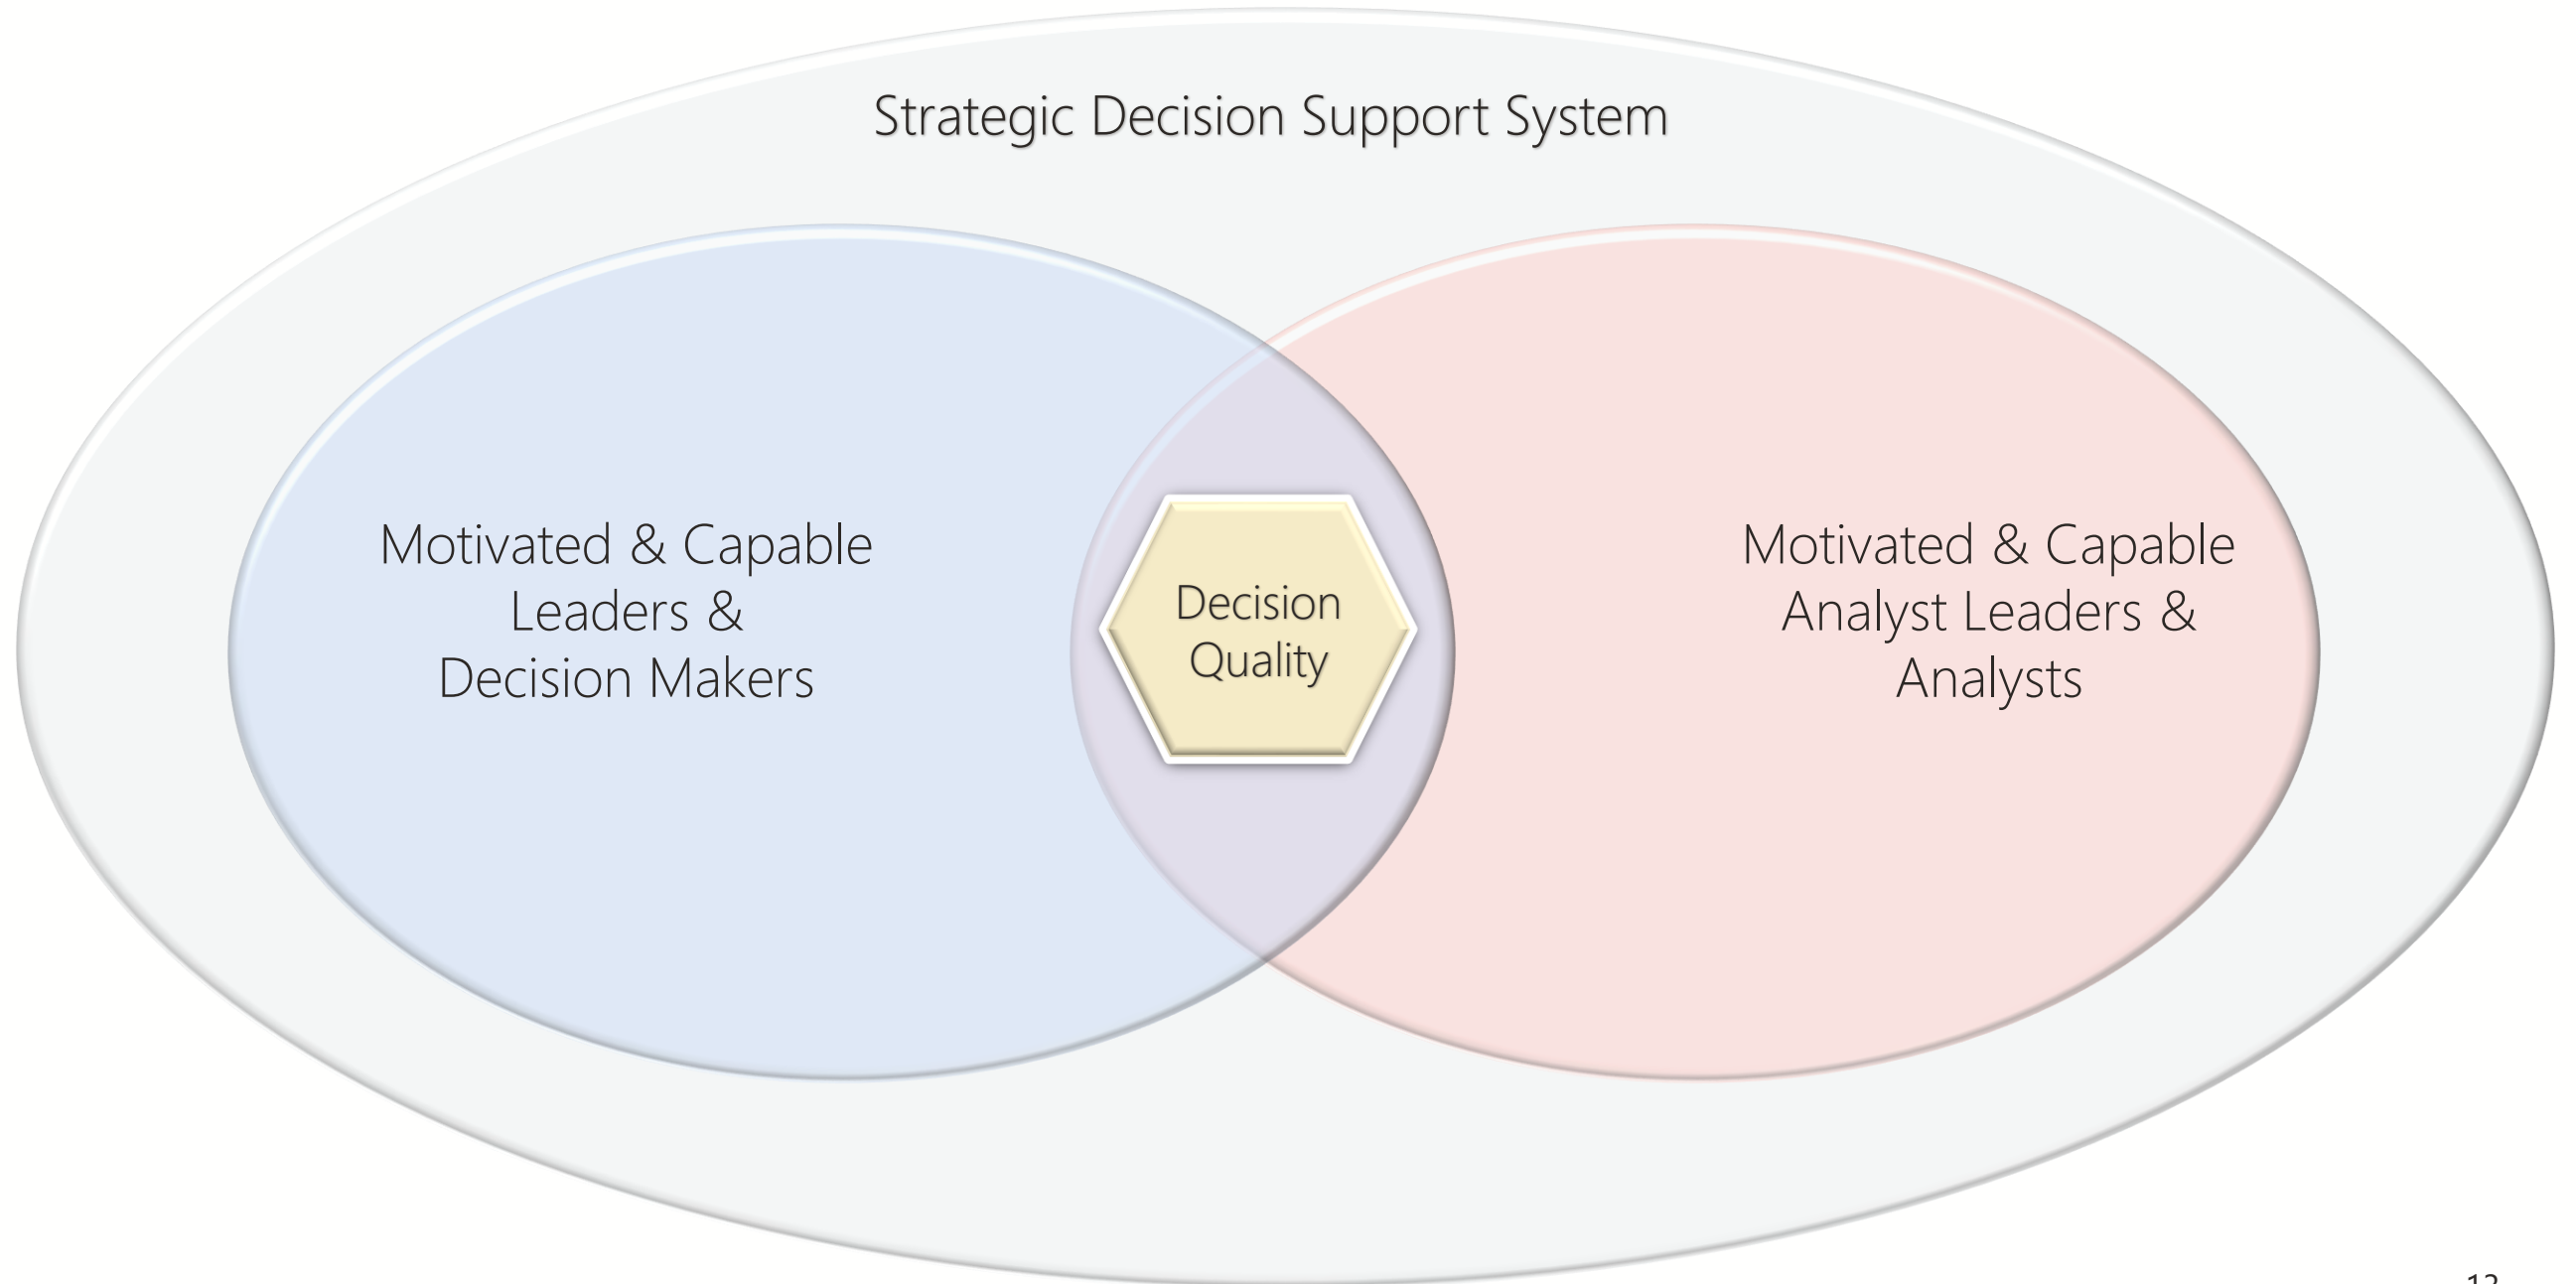 Strategic Decision Support System
Motivated & Capable
Leaders &
Decision Makers
Decision
Quality
Motivated & Capable
Analyst Leaders &
Analysts